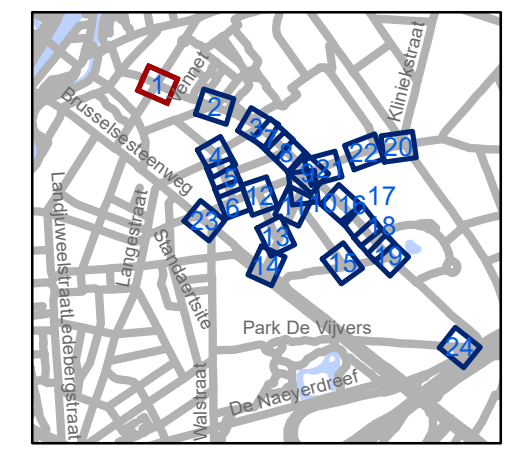 Kliniekstraat
Vennet
1
2
Brusselsesteenweg
3
8
4
22
20
5
9
12
6
11
10
16
17
Landjuweelstraat
Langestraat
23
13
18
Standaertsite
14
15
19
Park De Vijvers
24
Ledebergstraat
Walstraat
De Naeyerdreef